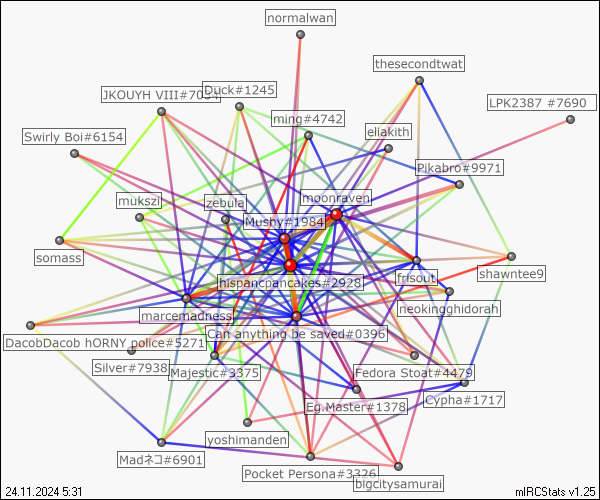 normalwan
thesecondtwat
JKOUYH VIII#7034
Duck#1245
LPK2387 #7690
ming#4742
Swirly Boi#6154
eliakith
Pikabro#9971
mukszi
zebula
moonraven
Mushy#1984
somass
hispancpancakes#2928
frisout
shawntee9
marcemadness
neokingghidorah
Can anything be saved#0396
DacobDacob hORNY police#5271
Silver#7938
Majestic#3375
Fedora Stoat#4479
Eg.Master#1378
Cypha#1717
yoshimanden
Madネコ#6901
Pocket Persona#3326
bigcitysamurai
24.11.2024 5:31
mIRCStats v1.25